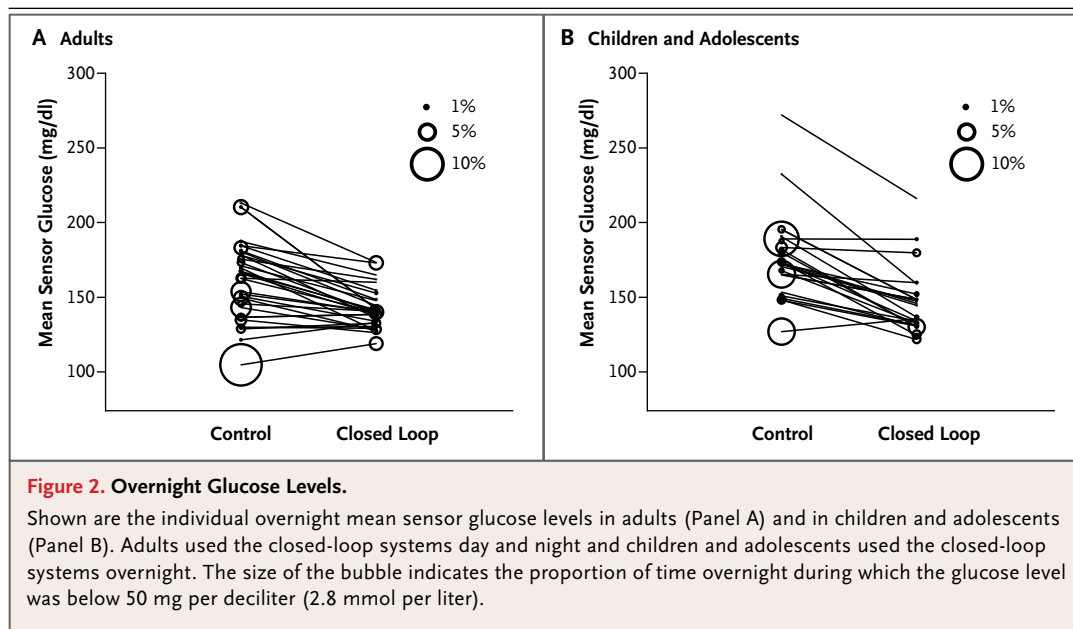 A Adults
Mean Sensor Glucose (mg/dl)
300
250
200
150
100
1%
5%
10%
Control
Closed Loop
B Children and Adolescents
Mean Sensor Glucose (mg/dl)
300
250
200
150
100
1%
5%
10%
Control
Closed Loop
Figure 2. Overnight Glucose Levels.
Shown are the individual overnight mean sensor glucose levels in adults (Panel A) and in children and adolescents
(Panel B). Adults used the closed-loop systems day and night and children and adolescents used the closed-loop
systems overnight. The size of the bubble indicates the proportion of time overnight during which the glucose level
was below 50 mg per deciliter (2.8 mmol per liter).